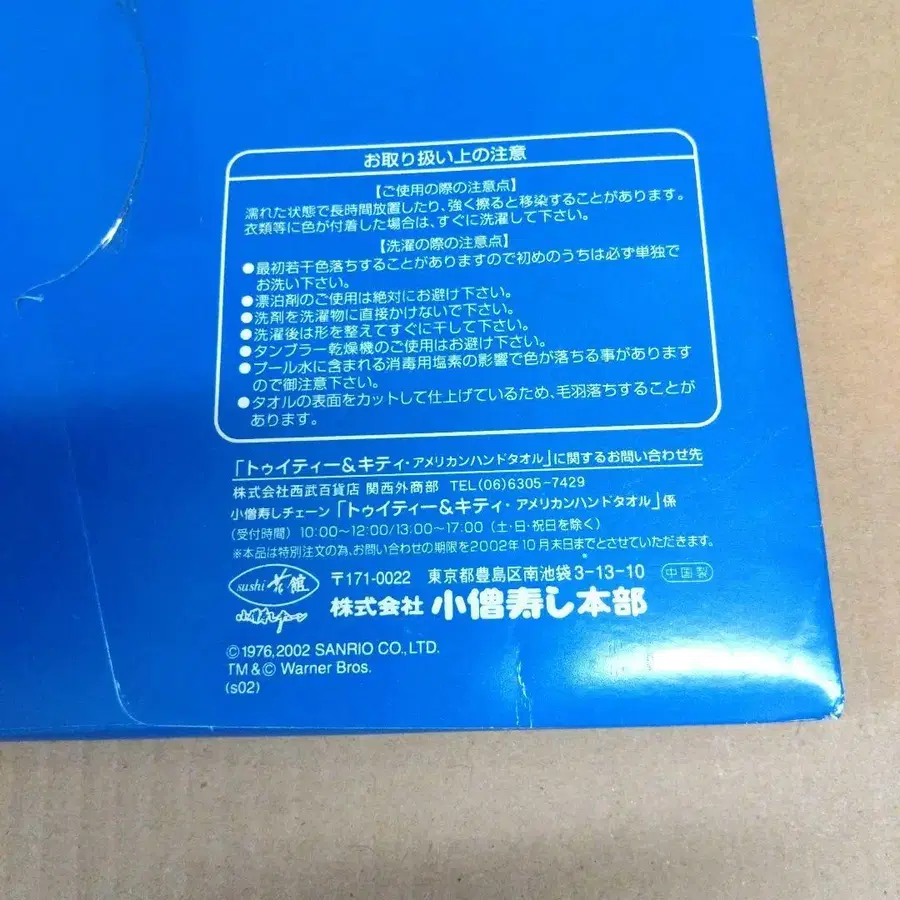 お取り扱い上の注意
【ご使用の際の注意点】
濡れた状態で長時間放置したり、強く擦ると移染することがあります。
衣類等に色が付着した場合は、すぐに洗濯して下さい。
【洗濯の際の注意点】
●最初若干色落ちすることがありますので初めのうちは必ず単独で
お洗い下さい。
●漂泊剤のご使用は絶対にお避け下さい。
●洗剤を洗濯物に直接かけないで下さい。
●洗濯後は形を整えてすぐに干して下さい。
●タンブラー乾燥機のご使用はお避け下さい。
●プール水に含まれる消毒用塩素の影響で色が落ちる事があります
ので御注意下さい。
●タオルの表面をカットして仕上げているため、毛羽落ちすることが
あります。
「トゥイティー&キティ・アメリカンハンドタオル」に関するお問い合わせ先
株式会社西武百貨店 関西外商部 TEL(06)6305-7429
小僧寿しチェーン「トゥイティー&キティ・アメリカンハンドタオル」係
(受付時間) 10:00~12:00/13:00~17:00 (土・日・祝日を除く)
※本品は特別注文の為、お問い合わせの期限を2002年10月末日までとさせていただきます。
sushi 花館
小僧寿しチェーン
〒171-0022 東京都豊島区南池袋3-13-10 中国製
株式会社 小僧寿し本部
©1976,2002 SANRIO CO.,LTD.
TM & © Warner Bros.
(s02)